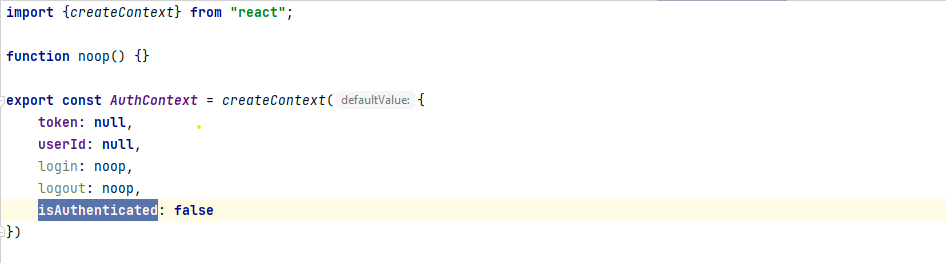 import {createContext} from "react";
function noop() {}
export const AuthContext = createContext( defaultValue: {
    token: null,
    userId: null,
    login: noop,
    logout: noop,
    isAuthenticated: false
})